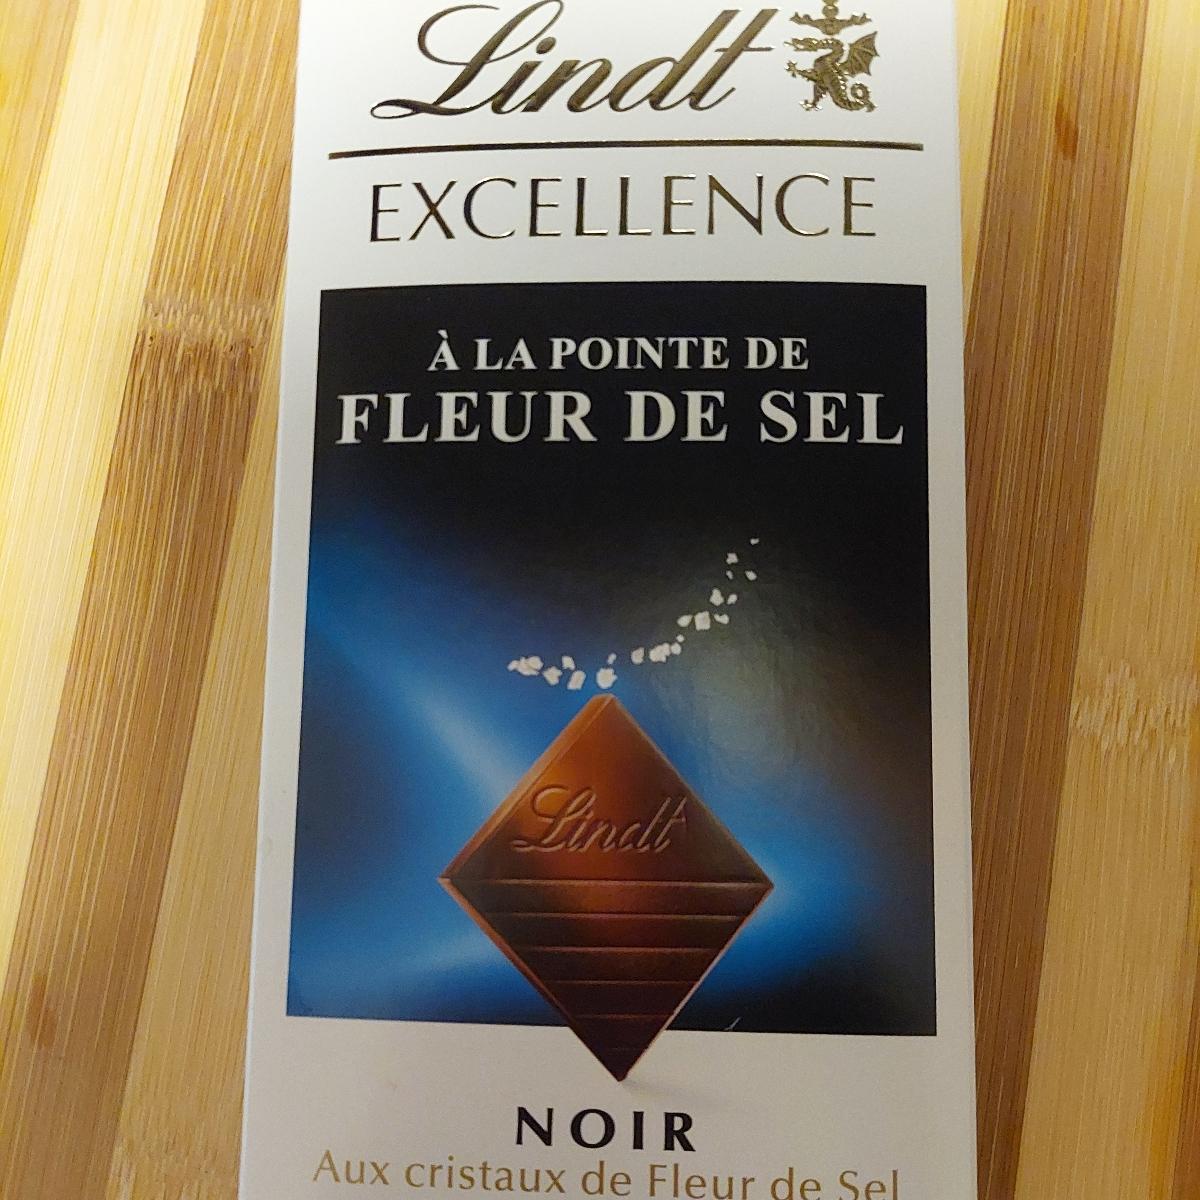 Lindt
EXCELLENCE
À LA POINTE DE
FLEUR DE SEL
Lindt
NOIR
Aux cristaux de Fleur de Sel